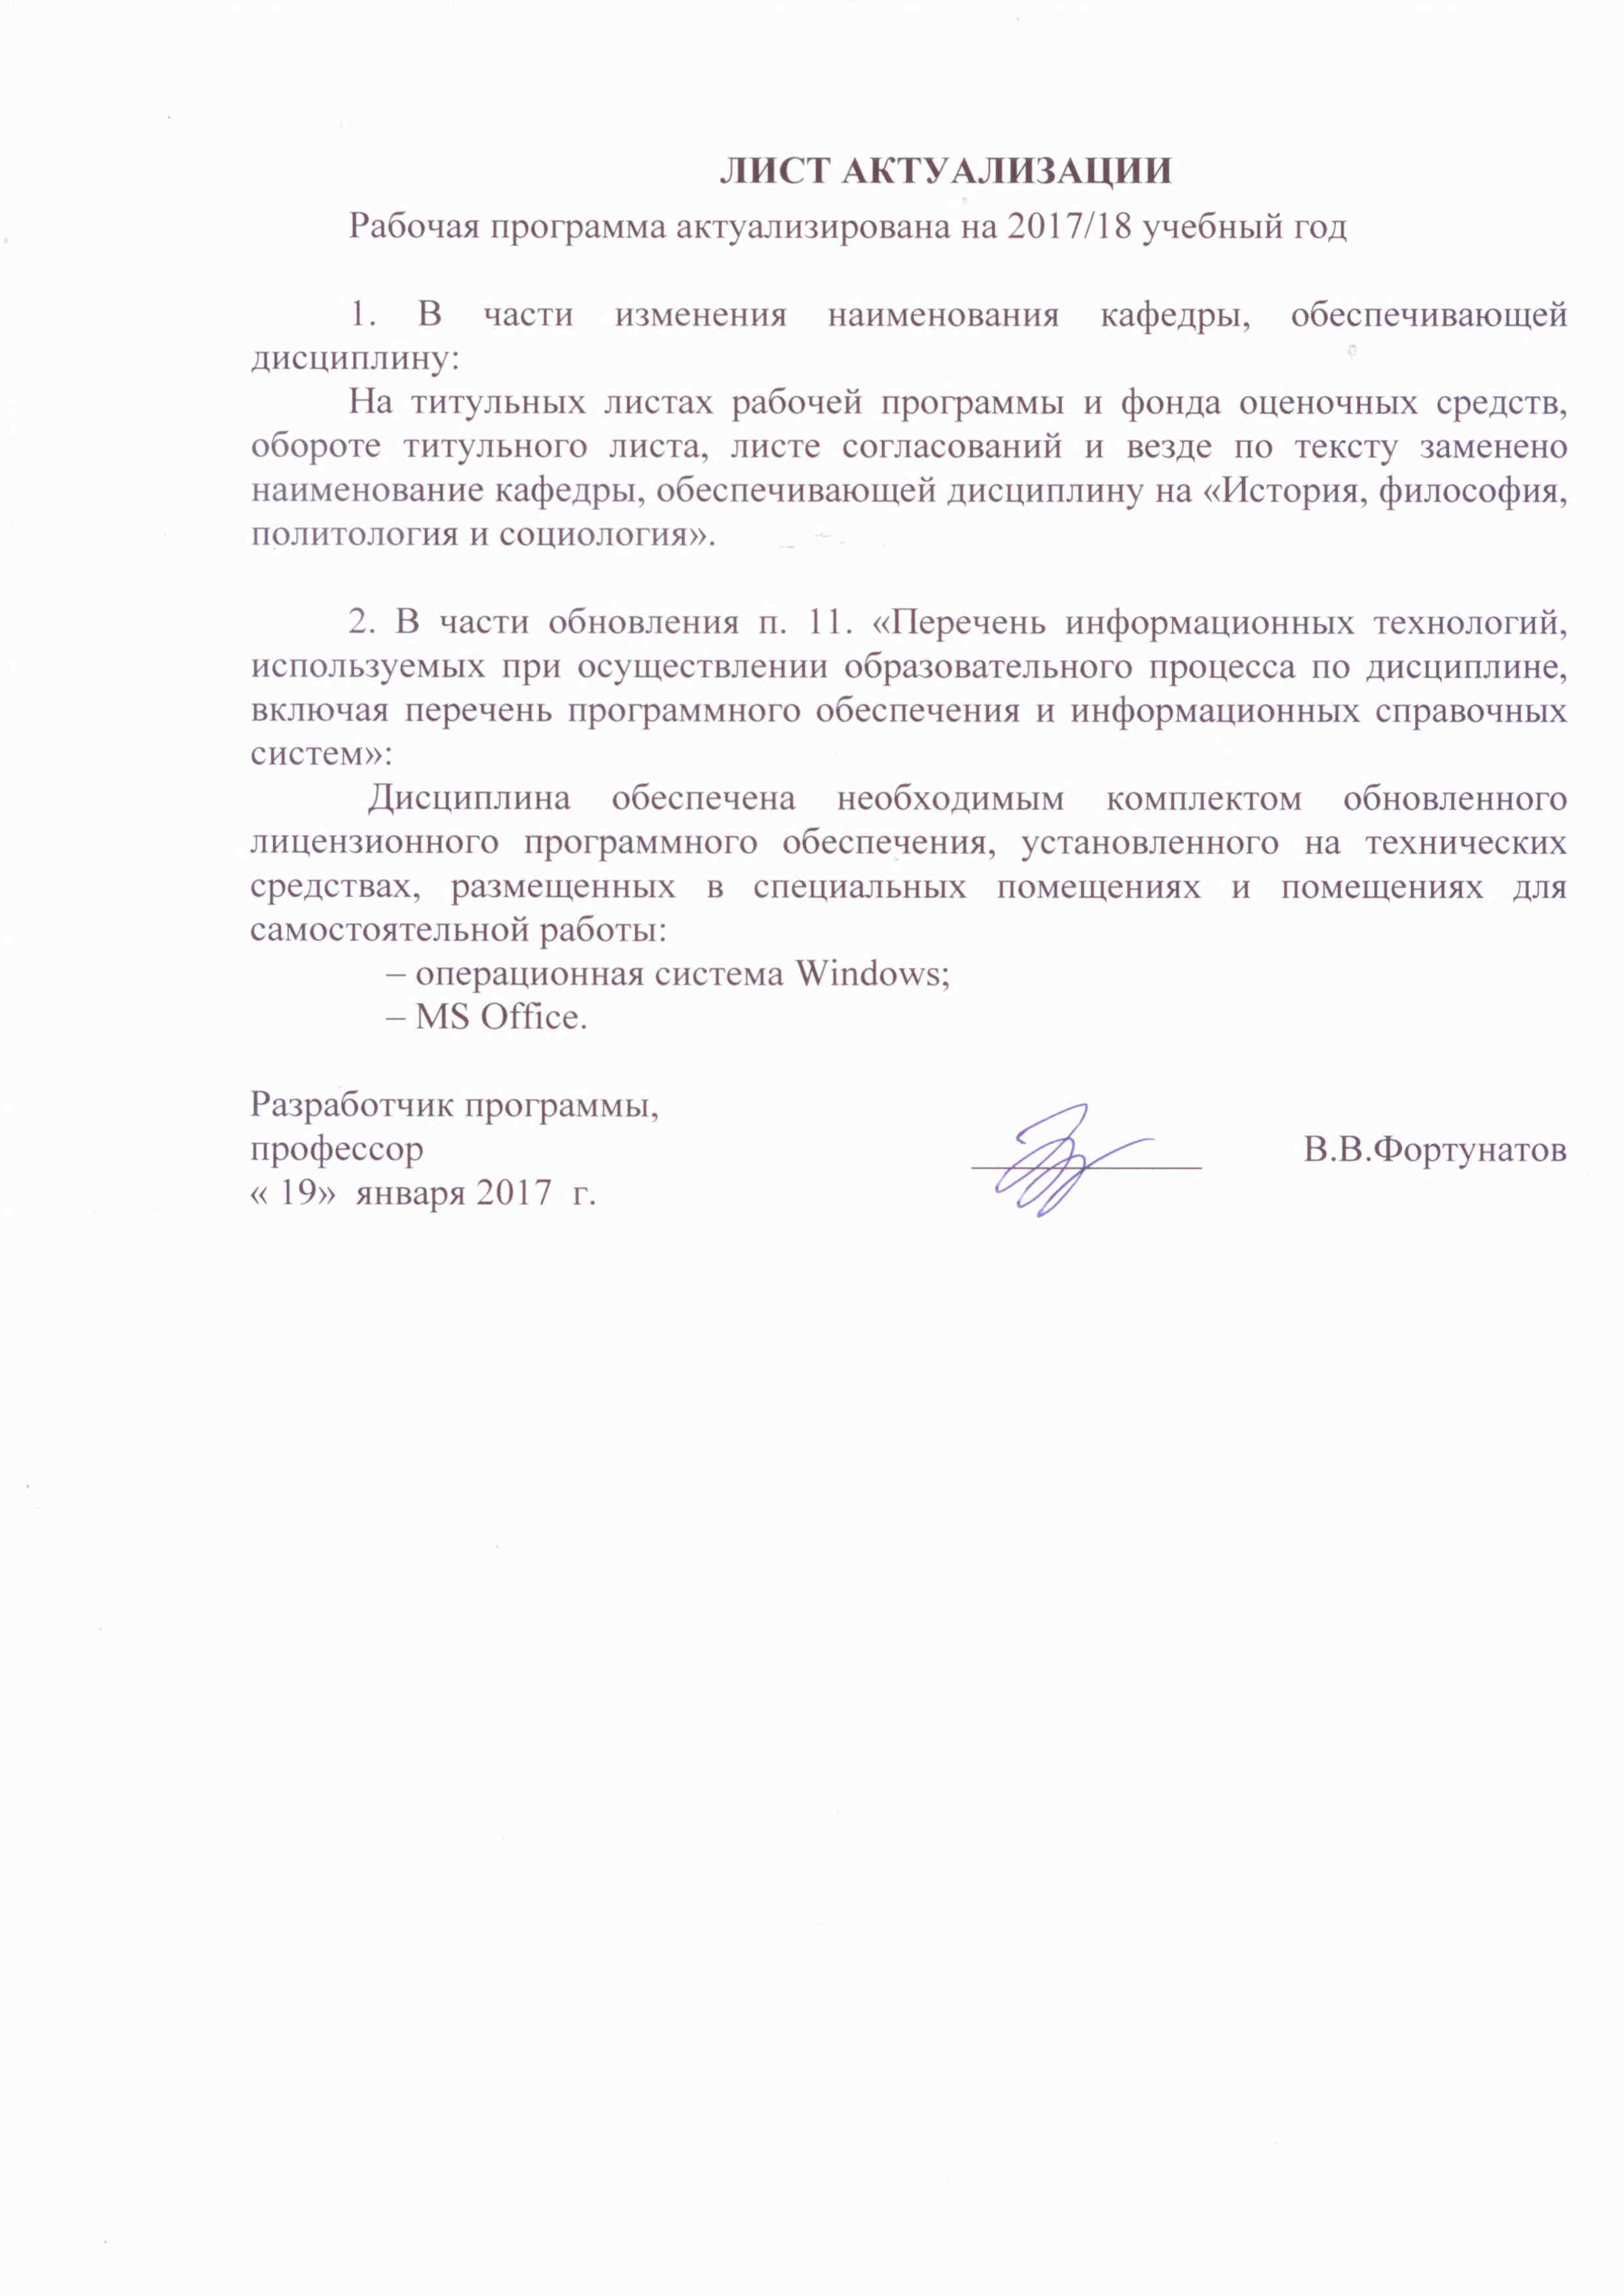 ЛИСТ АКТУАЛИЗАЦИИ
Рабочая программа актуализирована на 2017/18 учебный год
1. В части изменения наименования кафедры, обеспечивающей
дисциплину:
На титульных листах рабочей программы и фонда оценочных средств,
обороте титульного листа, листе согласований и везде по тексту заменено
наименование кафедры, обеспечивающей дисциплину на «История, философия,
политология и социология».
2. В части обновления п. 11. «Перечень информационных технологий,
используемых при осуществлении образовательного процесса по дисциплине,
включая перечень программного обеспечения и информационных справочных
систем»:
Дисциплина обеспечена необходимым комплектом обновленного
лицензионного программного обеспечения, установленного на технических
средствах, размещенных в специальных помещениях и помещениях для
самостоятельной работы:
– операционная система Windows;
– MS Office.
Разработчик программы,
профессор В.В.Фортунатов
« 19» января 2017 г.